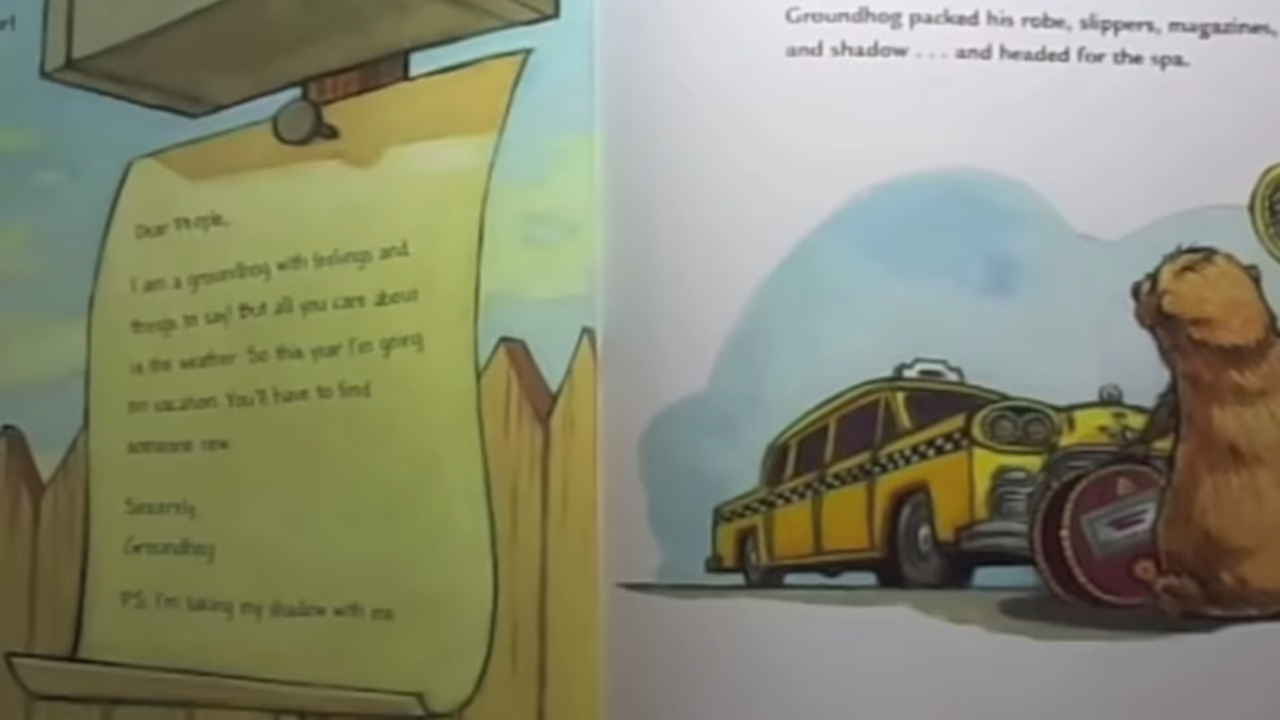 Dear People,
I am a groundhog with feelings and
things to say! But all you care about
is the weather. So this year I'm going
on vacation. You'll have to find
someone new.
Sincerely,
Groundhog
P.S. I'm taking my shadow with me.
Groundhog packed his robe, slippers, magazines,
and shadow . . . and headed for the spa.